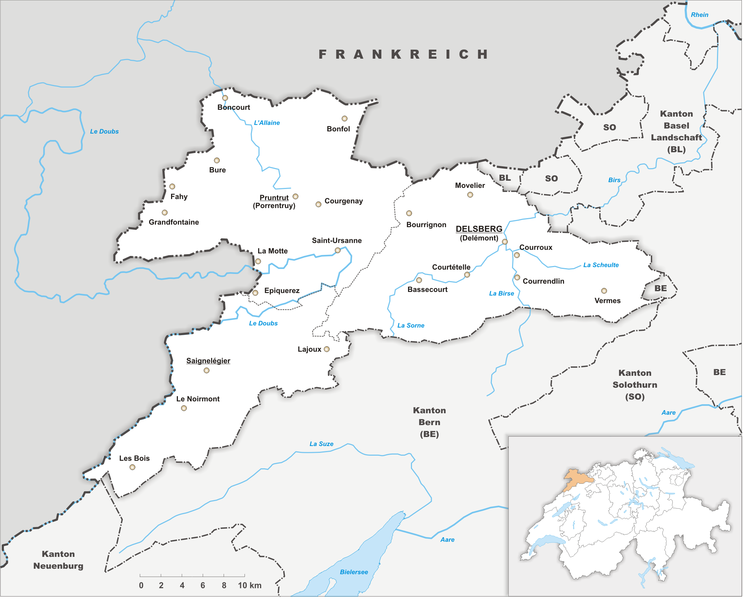 Rhein
FRANKREICH
Boncourt
L'Allaine
Bonfol
Le Doubs
Kanton
Basel
Landschaft
(BL)
SO
Bure
BL
SO
Birs
Fahy
Pruntrut
(Porrentruy)
Courgenay
Movelier
Grandfontaine
Bourrignon
DELSBERG
(Delémont)
Saint-Ursanne
La Motte
Courroux
La Scheulte
Courtételle
Bassecourt
Courrendlin
Epiquerez
La Birse
Vermes
BE
Le Doubs
La Sorne
Lajoux
Saignelégier
Le Noirmont
Kanton
Solothurn
(SO)
BE
Kanton
Bern
(BE)
Aare
La Suze
Les Bois
Aare
Kanton
Neuenburg
Bielersee
0 2 4 6 8 10 km